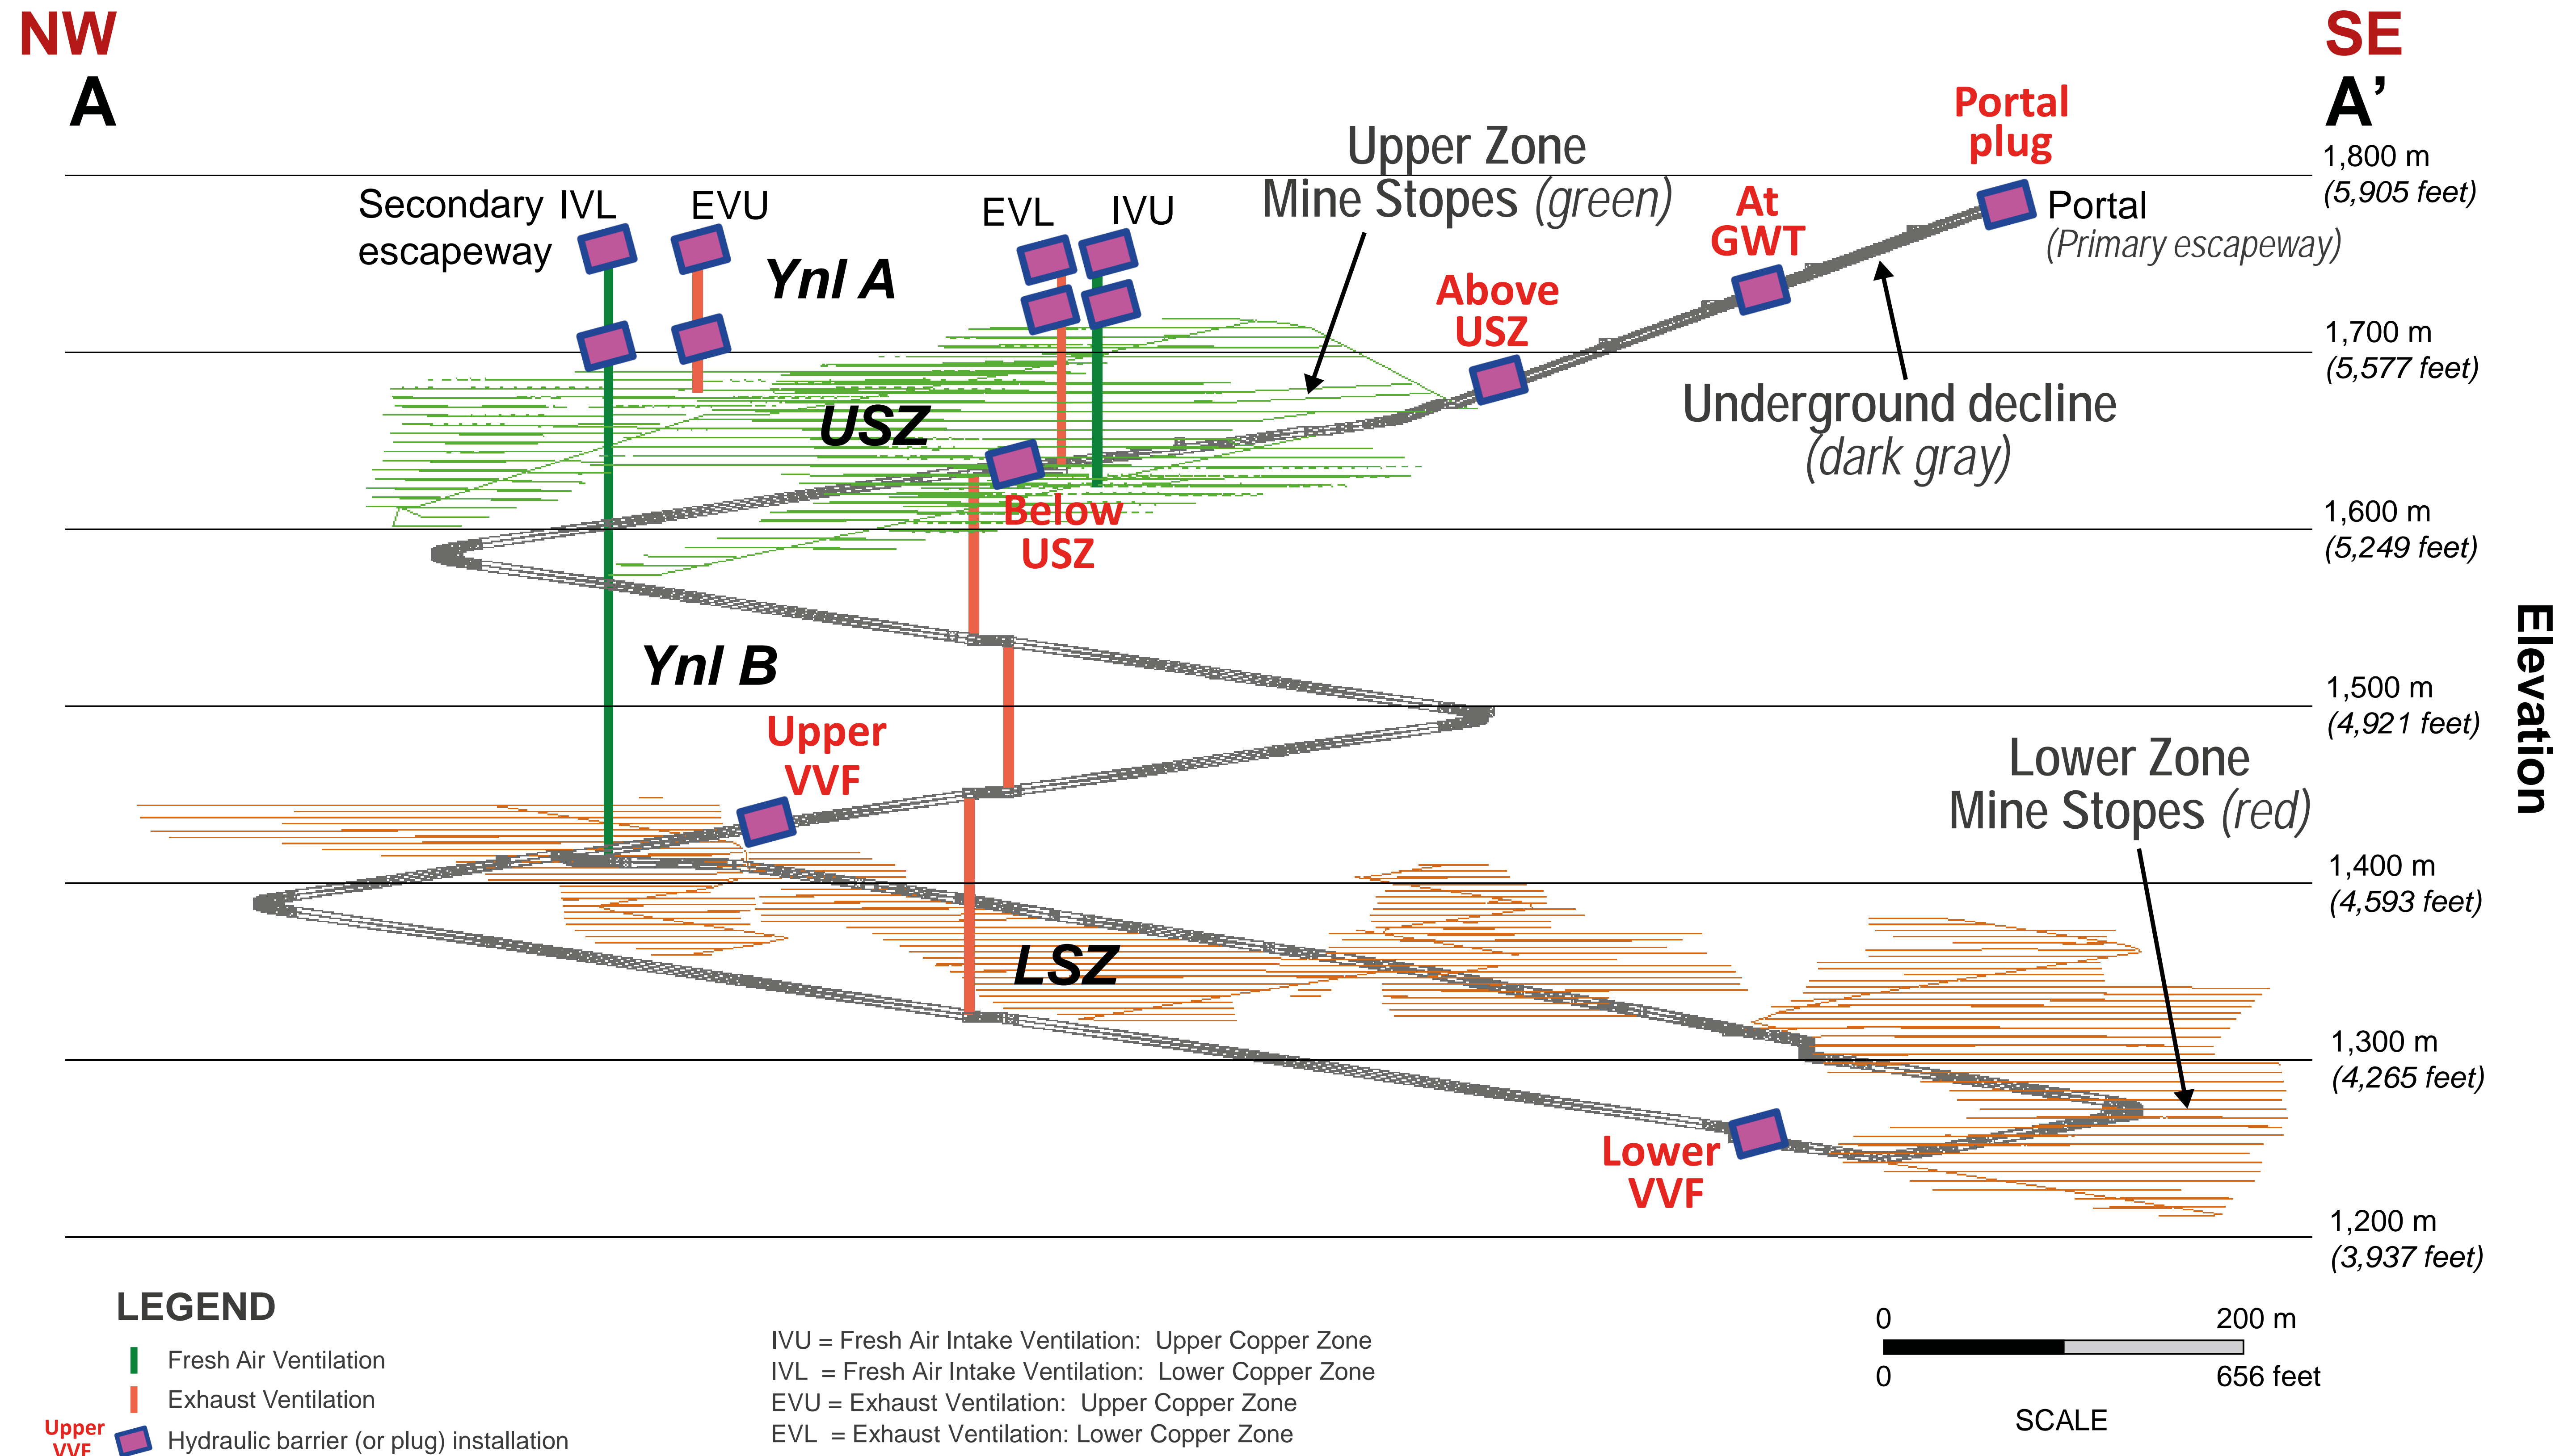 NW
SE
A
A’
Portal
plug
Upper Zone
Mine Stopes (green)
1,800 m
(5,905 feet)
Secondary
escapeway
IVL
EVU
EVL
IVU
At
GWT
Portal
(Primary escapeway)
Ynl A
Above
USZ
1,700 m
(5,577 feet)
Underground decline
(dark gray)
USZ
Below
USZ
1,600 m
(5,249 feet)
Elevation
Ynl B
1,500 m
(4,921 feet)
Upper
VVF
Lower Zone
Mine Stopes (red)
1,400 m
(4,593 feet)
LSZ
1,300 m
(4,265 feet)
Lower
VVF
1,200 m
(3,937 feet)
LEGEND
Fresh Air Ventilation
Exhaust Ventilation
Upper
VVF
Hydraulic barrier (or plug) installation
IVU = Fresh Air Intake Ventilation: Upper Copper Zone
IVL = Fresh Air Intake Ventilation: Lower Copper Zone
EVU = Exhaust Ventilation: Upper Copper Zone
EVL = Exhaust Ventilation: Lower Copper Zone
0 200 m
0 656 feet
SCALE